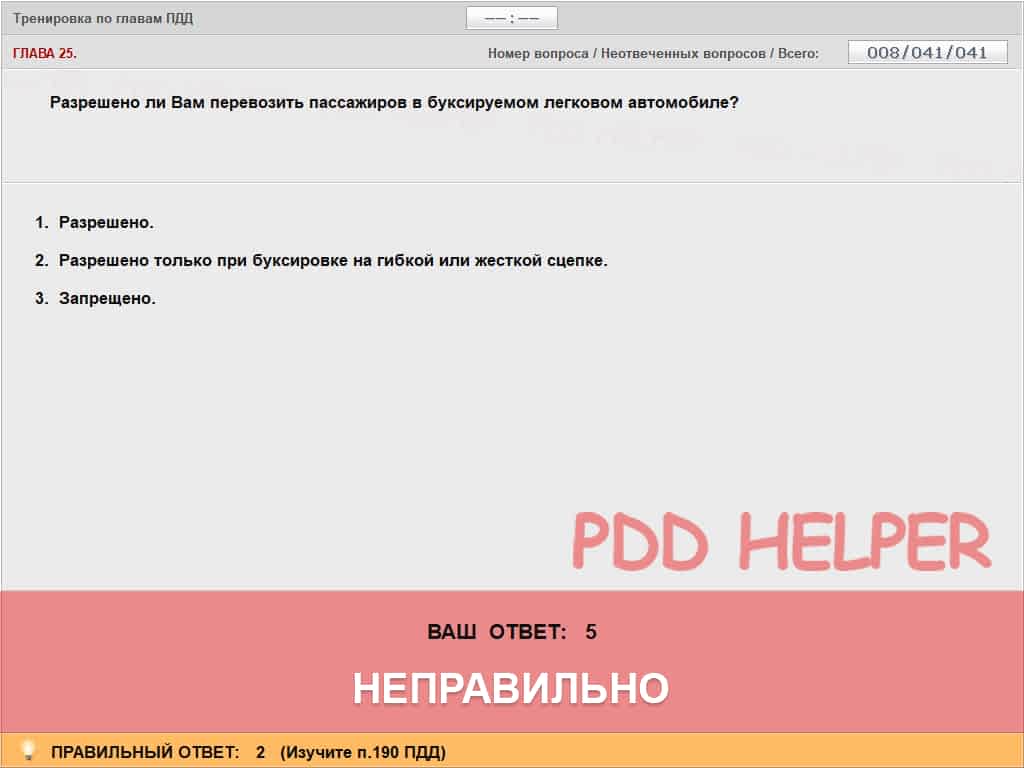 Тренировка по главам ПДД
—— : ——
ГЛАВА 25.
Номер вопроса / Неотвеченных вопросов / Всего: 008/041/041
Разрешено ли Вам перевозить пассажиров в буксируемом легковом автомобиле?
1. Разрешено.
2. Разрешено только при буксировке на гибкой или жесткой сцепке.
3. Запрещено.
PDD HELPER
ВАШ ОТВЕТ: 5
НЕПРАВИЛЬНО
ПРАВИЛЬНЫЙ ОТВЕТ: 2 (Изучите п.190 ПДД)